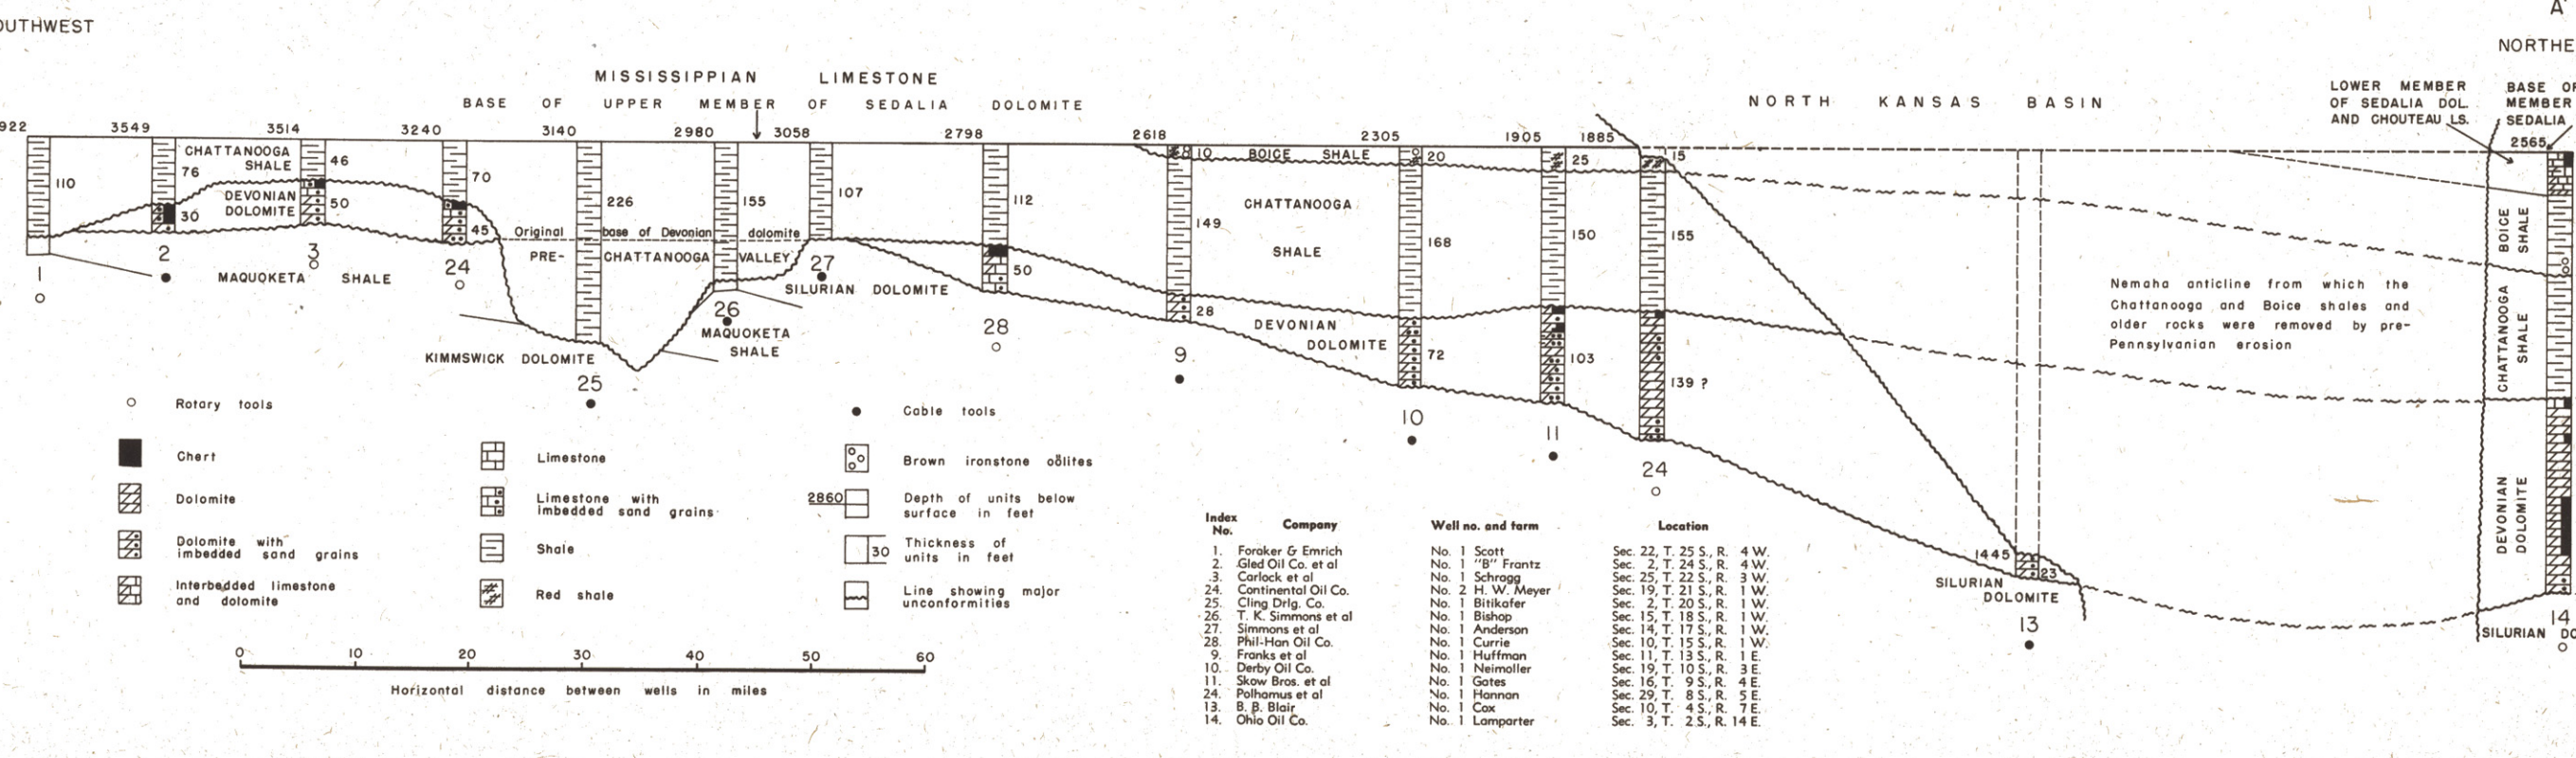 OUTHWEST
A'
NORTHE
MISSISSIPPIAN LIMESTONE
BASE OF UPPER MEMBER OF SEDALIA DOLOMITE
NORTH KANSAS BASIN
LOWER MEMBER
OF SEDALIA DOL.
AND CHOUTEAU LS.
BASE OF
MEMBER
SEDALIA
922 3549 3514 3240 3140 2980 3058 2798 2618 2305 1905 1885 2565
110
CHATTANOOGA
SHALE
76
46
DEVONIAN
DOLOMITE
30
50
70
45
226
155
107
112
50
10
BOICE SHALE
20
25
15
CHATTANOOGA
SHALE
149
168
150
155
28
DEVONIAN
DOLOMITE
72
103
139 ?
Original base of Devonian dolomite
PRE- CHATTANOOGA VALLEY
MAQUOKETA SHALE
SILURIAN DOLOMITE
MAQUOKETA
SHALE
KIMMSWICK DOLOMITE
1 2 3 24 25 26 27 28 9 10 11 24 13 14
Nemaha anticline from which the
Chattanooga and Boice shales and
older rocks were removed by pre-
Pennsylvanian erosion
BOICE
SHALE
CHATTANOOGA
SHALE
DEVONIAN
DOLOMITE
1445
23
SILURIAN
DOLOMITE
SILURIAN DO
Rotary tools
Chert
Dolomite
Dolomite with
imbedded sand grains
Interbedded limestone
and dolomite
Limestone
Limestone with
imbedded sand grains
Shale
Red shale
Cable tools
Brown ironstone oölites
2860
Depth of units below
surface in feet
30
Thickness of
units in feet
Line showing major
unconformities
0 10 20 30 40 50 60
Horizontal distance between wells in miles
Index No. Company Well no. and farm Location
1. Foraker & Emrich No. 1 Scott Sec. 22, T. 25 S., R. 4 W.
2. Gled Oil Co. et al No. 1 "B" Frantz Sec. 2, T. 24 S., R. 4 W.
3. Carlock et al No. 1 Schragg Sec. 25, T. 22 S., R. 3 W.
24. Continental Oil Co. No. 2 H. W. Meyer Sec. 19, T. 21 S., R. 1 W.
25. Cling Drlg. Co. No. 1 Bitikofer Sec. 2, T. 20 S., R. 1 W.
26. T. K. Simmons et al No. 1 Bishop Sec. 15, T. 18 S., R. 1 W.
27. Simmons et al No. 1 Anderson Sec. 14, T. 17 S., R. 1 W.
28. Phil-Han Oil Co. No. 1 Currie Sec. 10, T. 15 S., R. 1 W.
9. Franks et al No. 1 Huffman Sec. 11, T. 13 S., R. 1 E.
10. Derby Oil Co. No. 1 Neimoller Sec. 19, T. 10 S., R. 3 E.
11. Skow Bros. et al No. 1 Gates Sec. 16, T. 9 S., R. 4 E.
24. Polhamus et al No. 1 Hannan Sec. 29, T. 8 S., R. 5 E.
13. B. B. Blair No. 1 Cox Sec. 10, T. 4 S., R. 7 E.
14. Ohio Oil Co. No. 1 Lamparter Sec. 3, T. 2 S., R. 14 E.